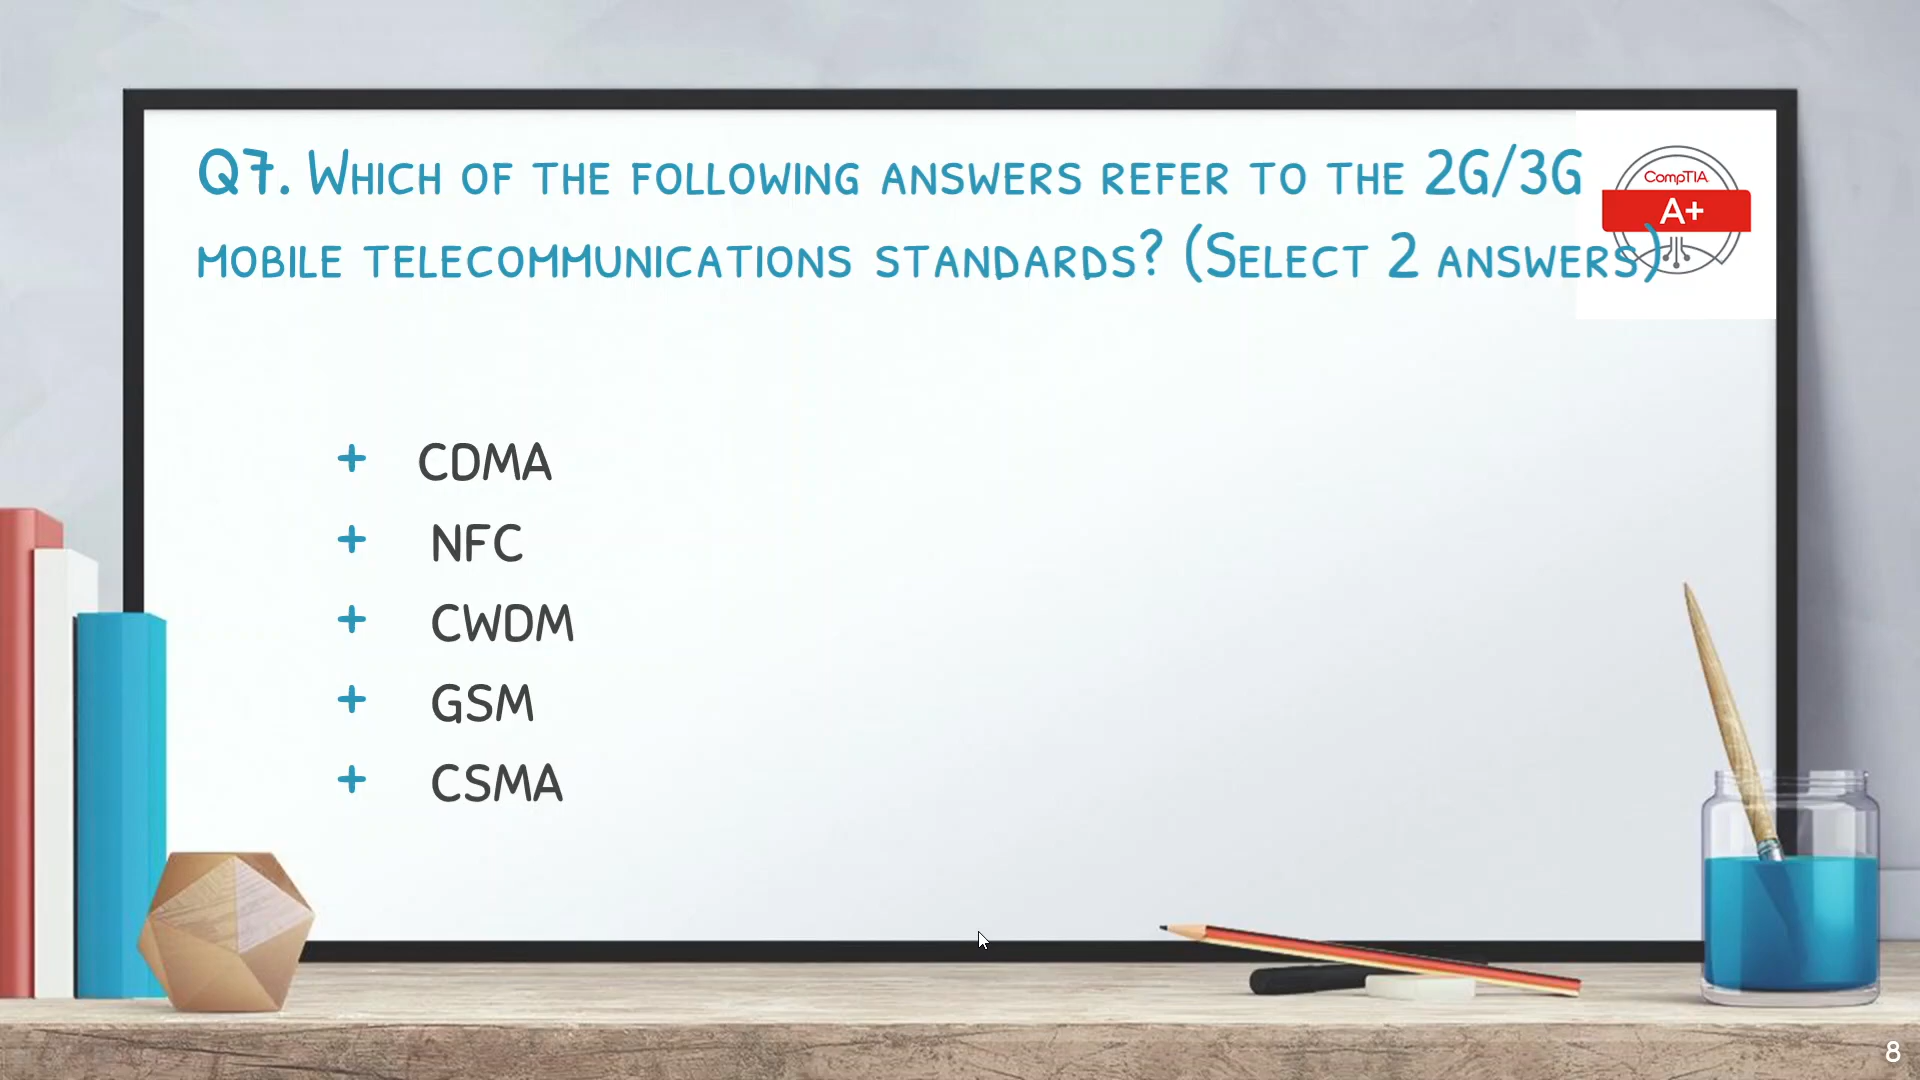 Q7. Which of the following answers refer to the 2G/3G
mobile telecommunications standards? (Select 2 answers)
CompTIA
A+
+ CDMA
+ NFC
+ CWDM
+ GSM
+ CSMA
8